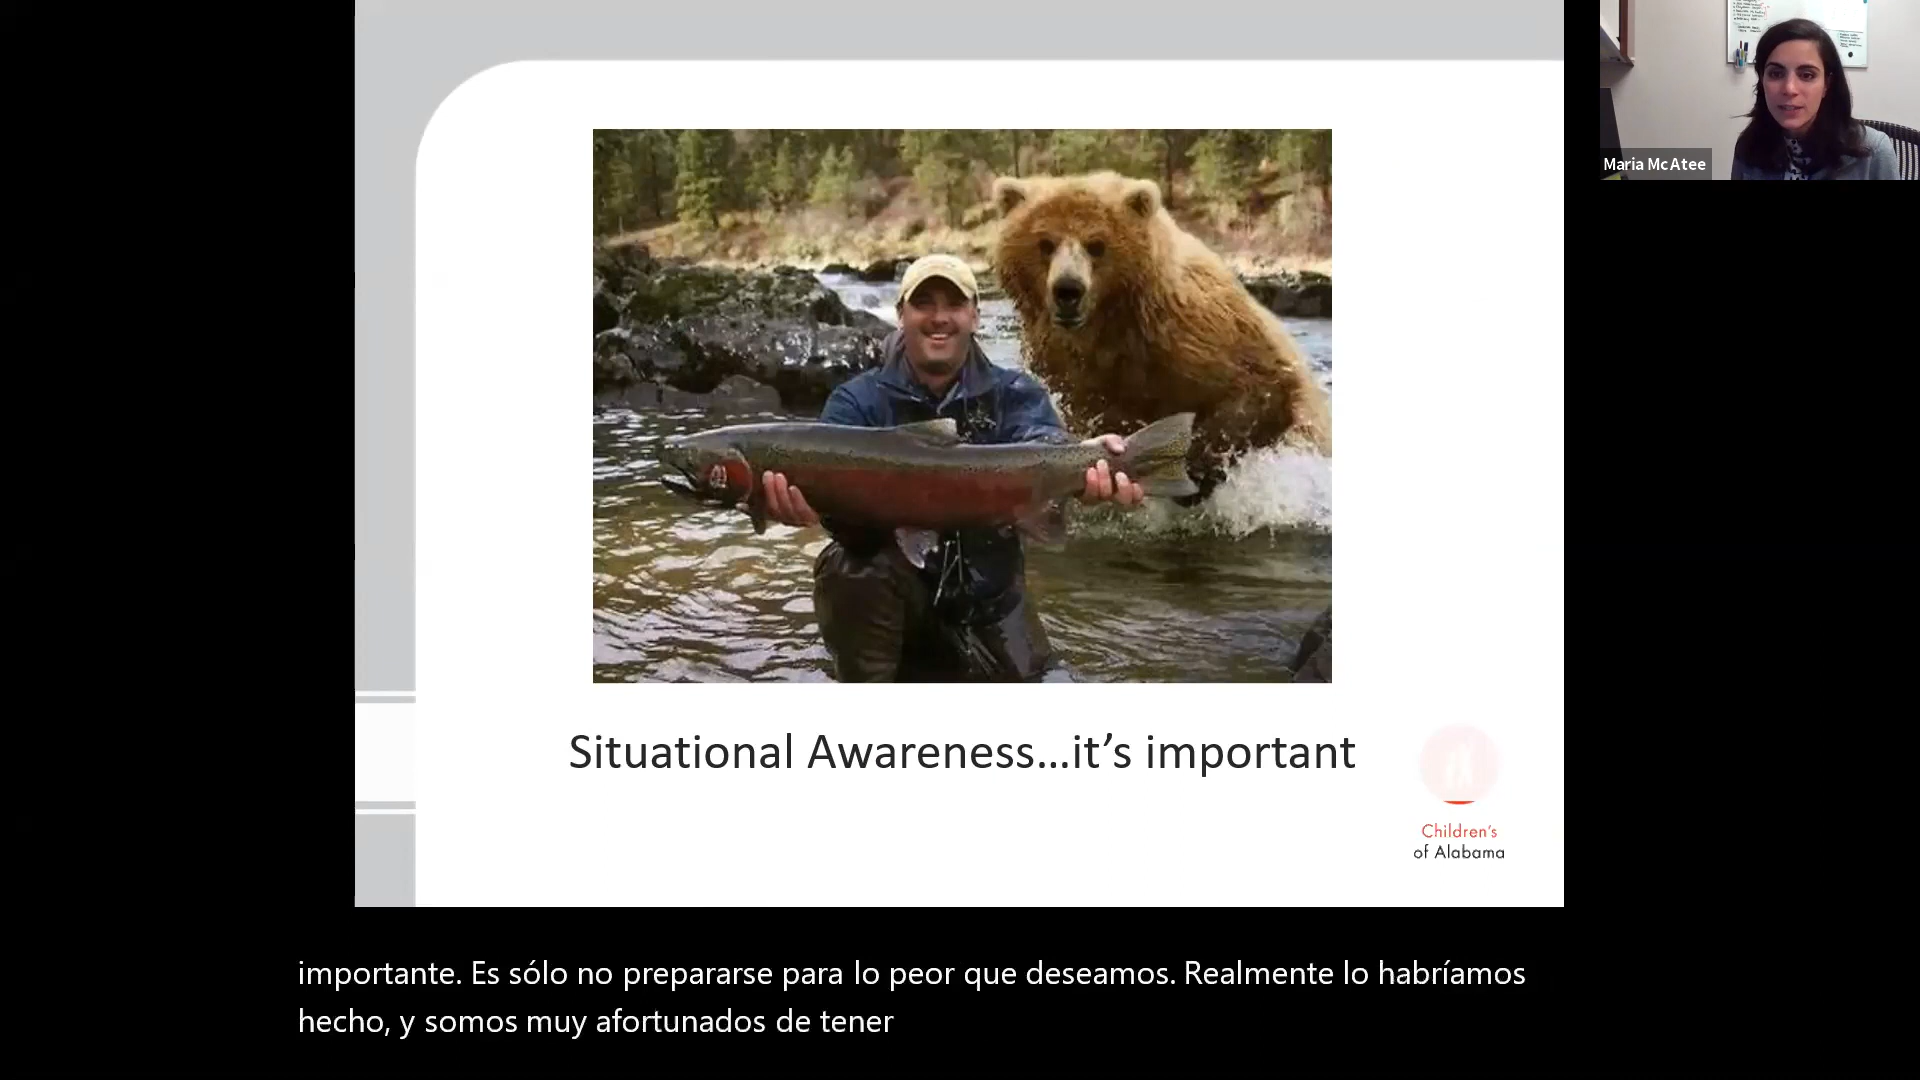 Maria McAtee
Situational Awareness...it's important
Children's
of Alabama
importante. Es sólo no prepararse para lo peor que deseamos. Realmente lo habríamos
hecho, y somos muy afortunados de tener